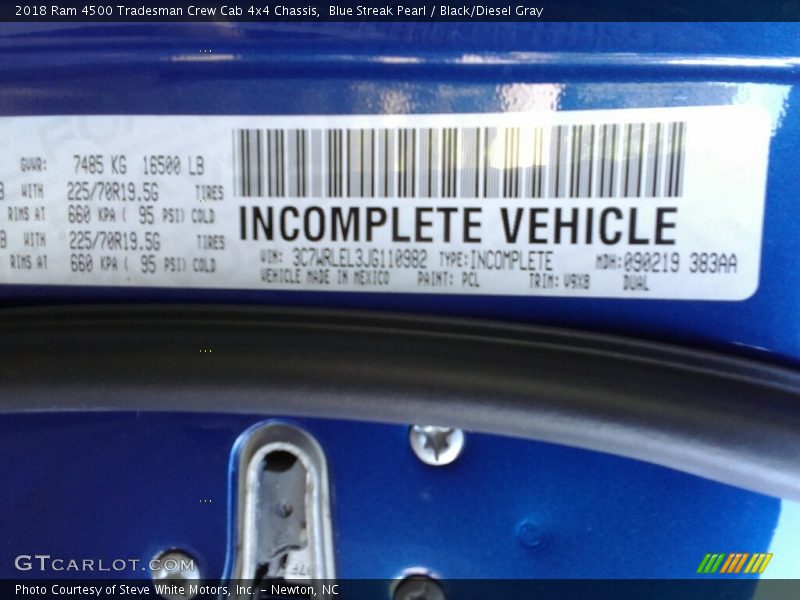 2018 Ram 4500 Tradesman Crew Cab 4x4 Chassis, Blue Streak Pearl / Black/Diesel Gray
GVWR: 7485 KG 16500 LB
B WITH 225/70R19.5G TIRES
RIMS AT 660 KPA ( 95 PSI) COLD
B WITH 225/70R19.5G TIRES
RIMS AT 660 KPA ( 95 PSI) COLD
INCOMPLETE VEHICLE
VIN: 3C7WRLEL3JG110982 TYPE: INCOMPLETE MDH: 090219 383AA
VEHICLE MADE IN MEXICO PAINT: PCL TRIM: V9X8 DUAL
GTCARLOT.COM
Photo Courtesy of Steve White Motors, Inc. – Newton, NC